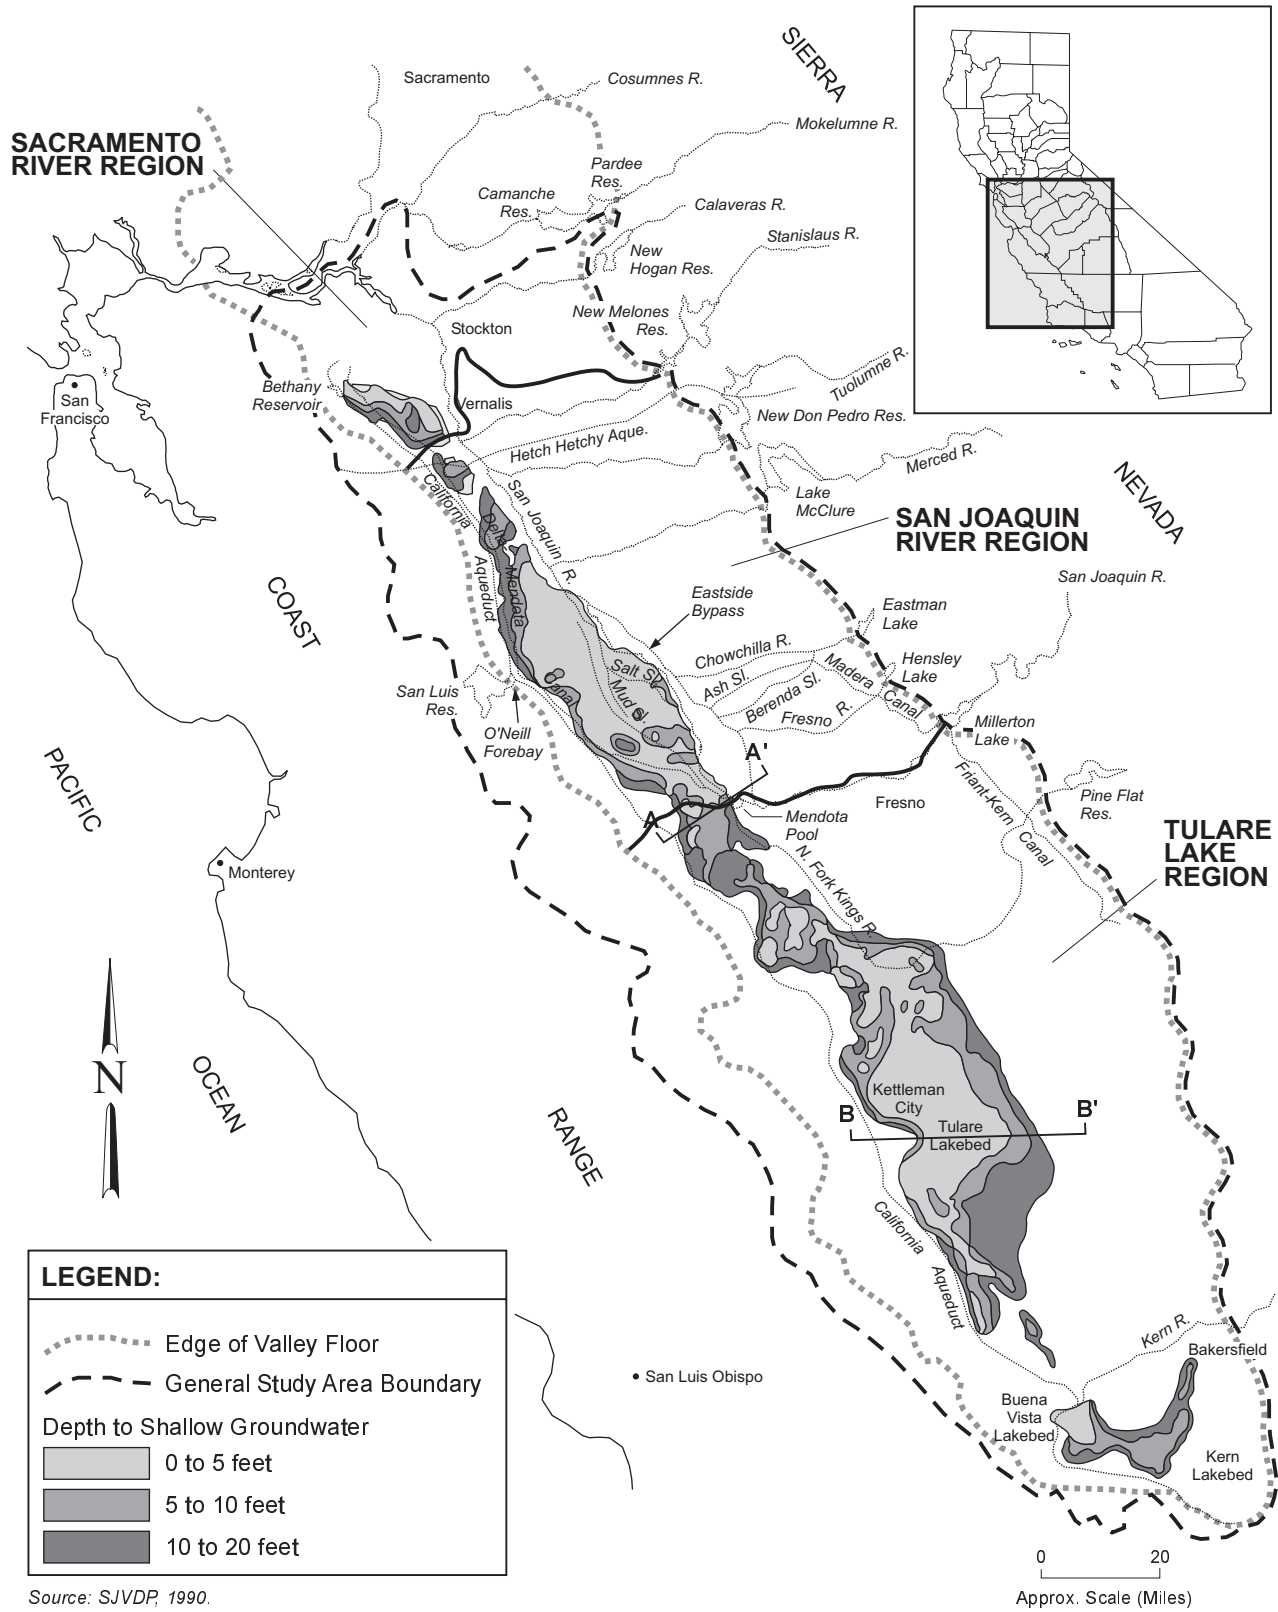 SIERRA
Sacramento
Cosumnes R.
Mokelumne R.
SACRAMENTO
RIVER REGION
Pardee
Res.
Camanche
Res.
Calaveras R.
Stanislaus R.
New
Hogan Res.
New Melones
Res.
Stockton
Tuolumne R.
Bethany
Reservoir
San
Francisco
Vernalis
New Don Pedro Res.
Hetch Hetchy Aque.
Merced R.
NEVADA
California
Aqueduct
San Joaquin R.
Lake
McClure
SAN JOAQUIN
RIVER REGION
Delta
Mendota
Canal
COAST
San Joaquin R.
Eastside
Bypass
Eastman
Lake
Chowchilla R.
Hensley
Lake
Salt Sl.
Mud Sl.
Ash Sl.
Berenda Sl.
Madera
Canal
Fresno R.
San Luis
Res.
O'Neill
Forebay
Millerton
Lake
PACIFIC
A'
A
Friant-Kern
Canal
Pine Flat
Res.
Fresno
Mendota
Pool
TULARE
LAKE
REGION
N. Fork Kings R.
Monterey
N
OCEAN
RANGE
Kettleman
City
B
B'
Tulare
Lakebed
California
Aqueduct
LEGEND:
Edge of Valley Floor
General Study Area Boundary
Depth to Shallow Groundwater
0 to 5 feet
5 to 10 feet
10 to 20 feet
San Luis Obispo
Kern R.
Bakersfield
Buena
Vista
Lakebed
Kern
Lakebed
0 20
Approx. Scale (Miles)
Source: SJVDP, 1990.